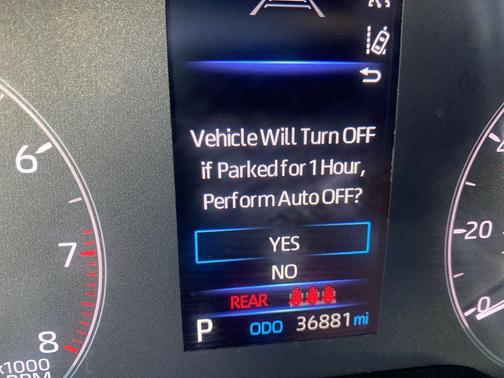 Vehicle Will Turn OFF
if Parked for 1 Hour,
Perform Auto OFF?
YES
NO
REAR
P ODO 36881 mi
6
7
8
x1000
RPM
20
0